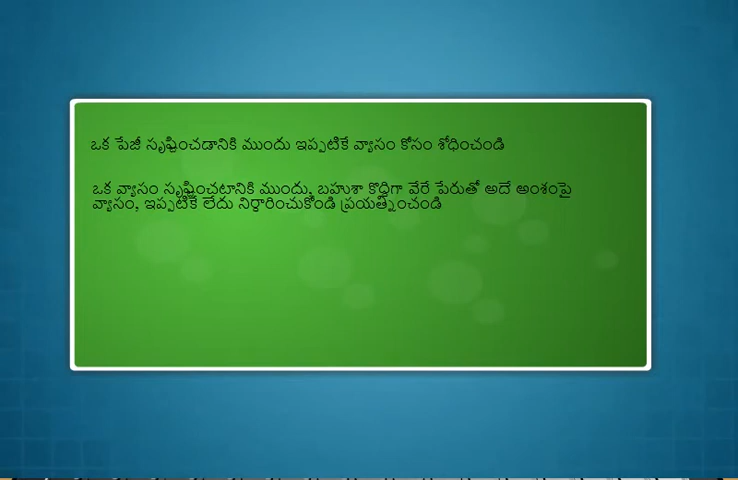 ఒక పేజీ సృష్టించడానికి ముందు ఇప్పటికే వ్యాసం కోసం శోధించండి
ఒక వ్యాసం సృష్టించటానికి ముందు, బహుశా కొద్దిగా వేరే పేరుతో అదే అంశంపై
వ్యాసం, ఇప్పటికే లేదు నిర్ధారించుకోండి ప్రయత్నించండి